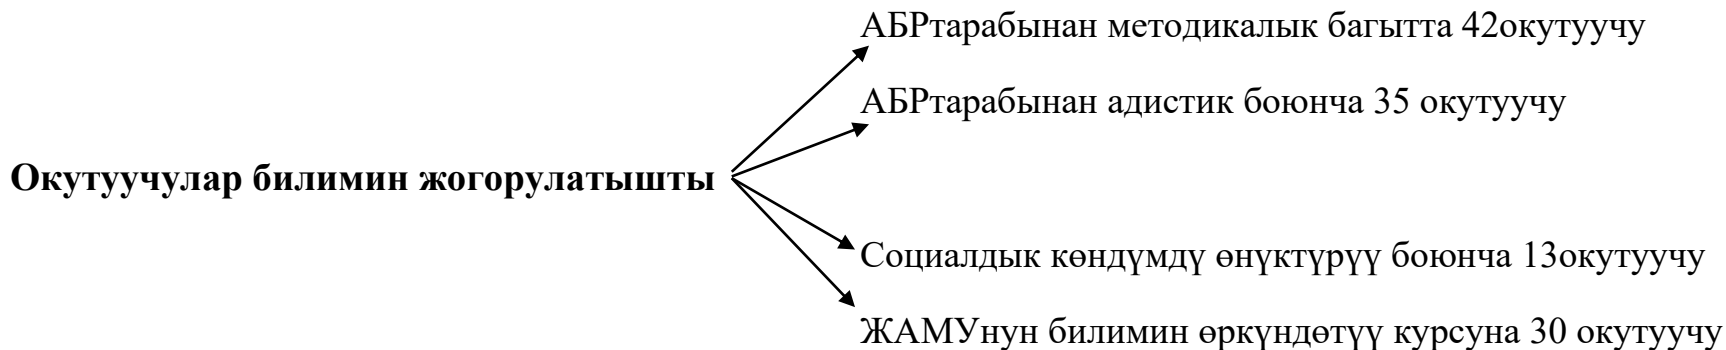 АБРтарабынан методикалык багытта 42окутуучу
АБРтарабынан адистик боюнча 35 окутуучу
Окутуучулар билимин жогорулатышты
Социалдык көндүмдү өнүктүрүү боюнча 13окутуучу
ЖАМУнун билимин өркүндөтүү курсуна 30 окутуучу